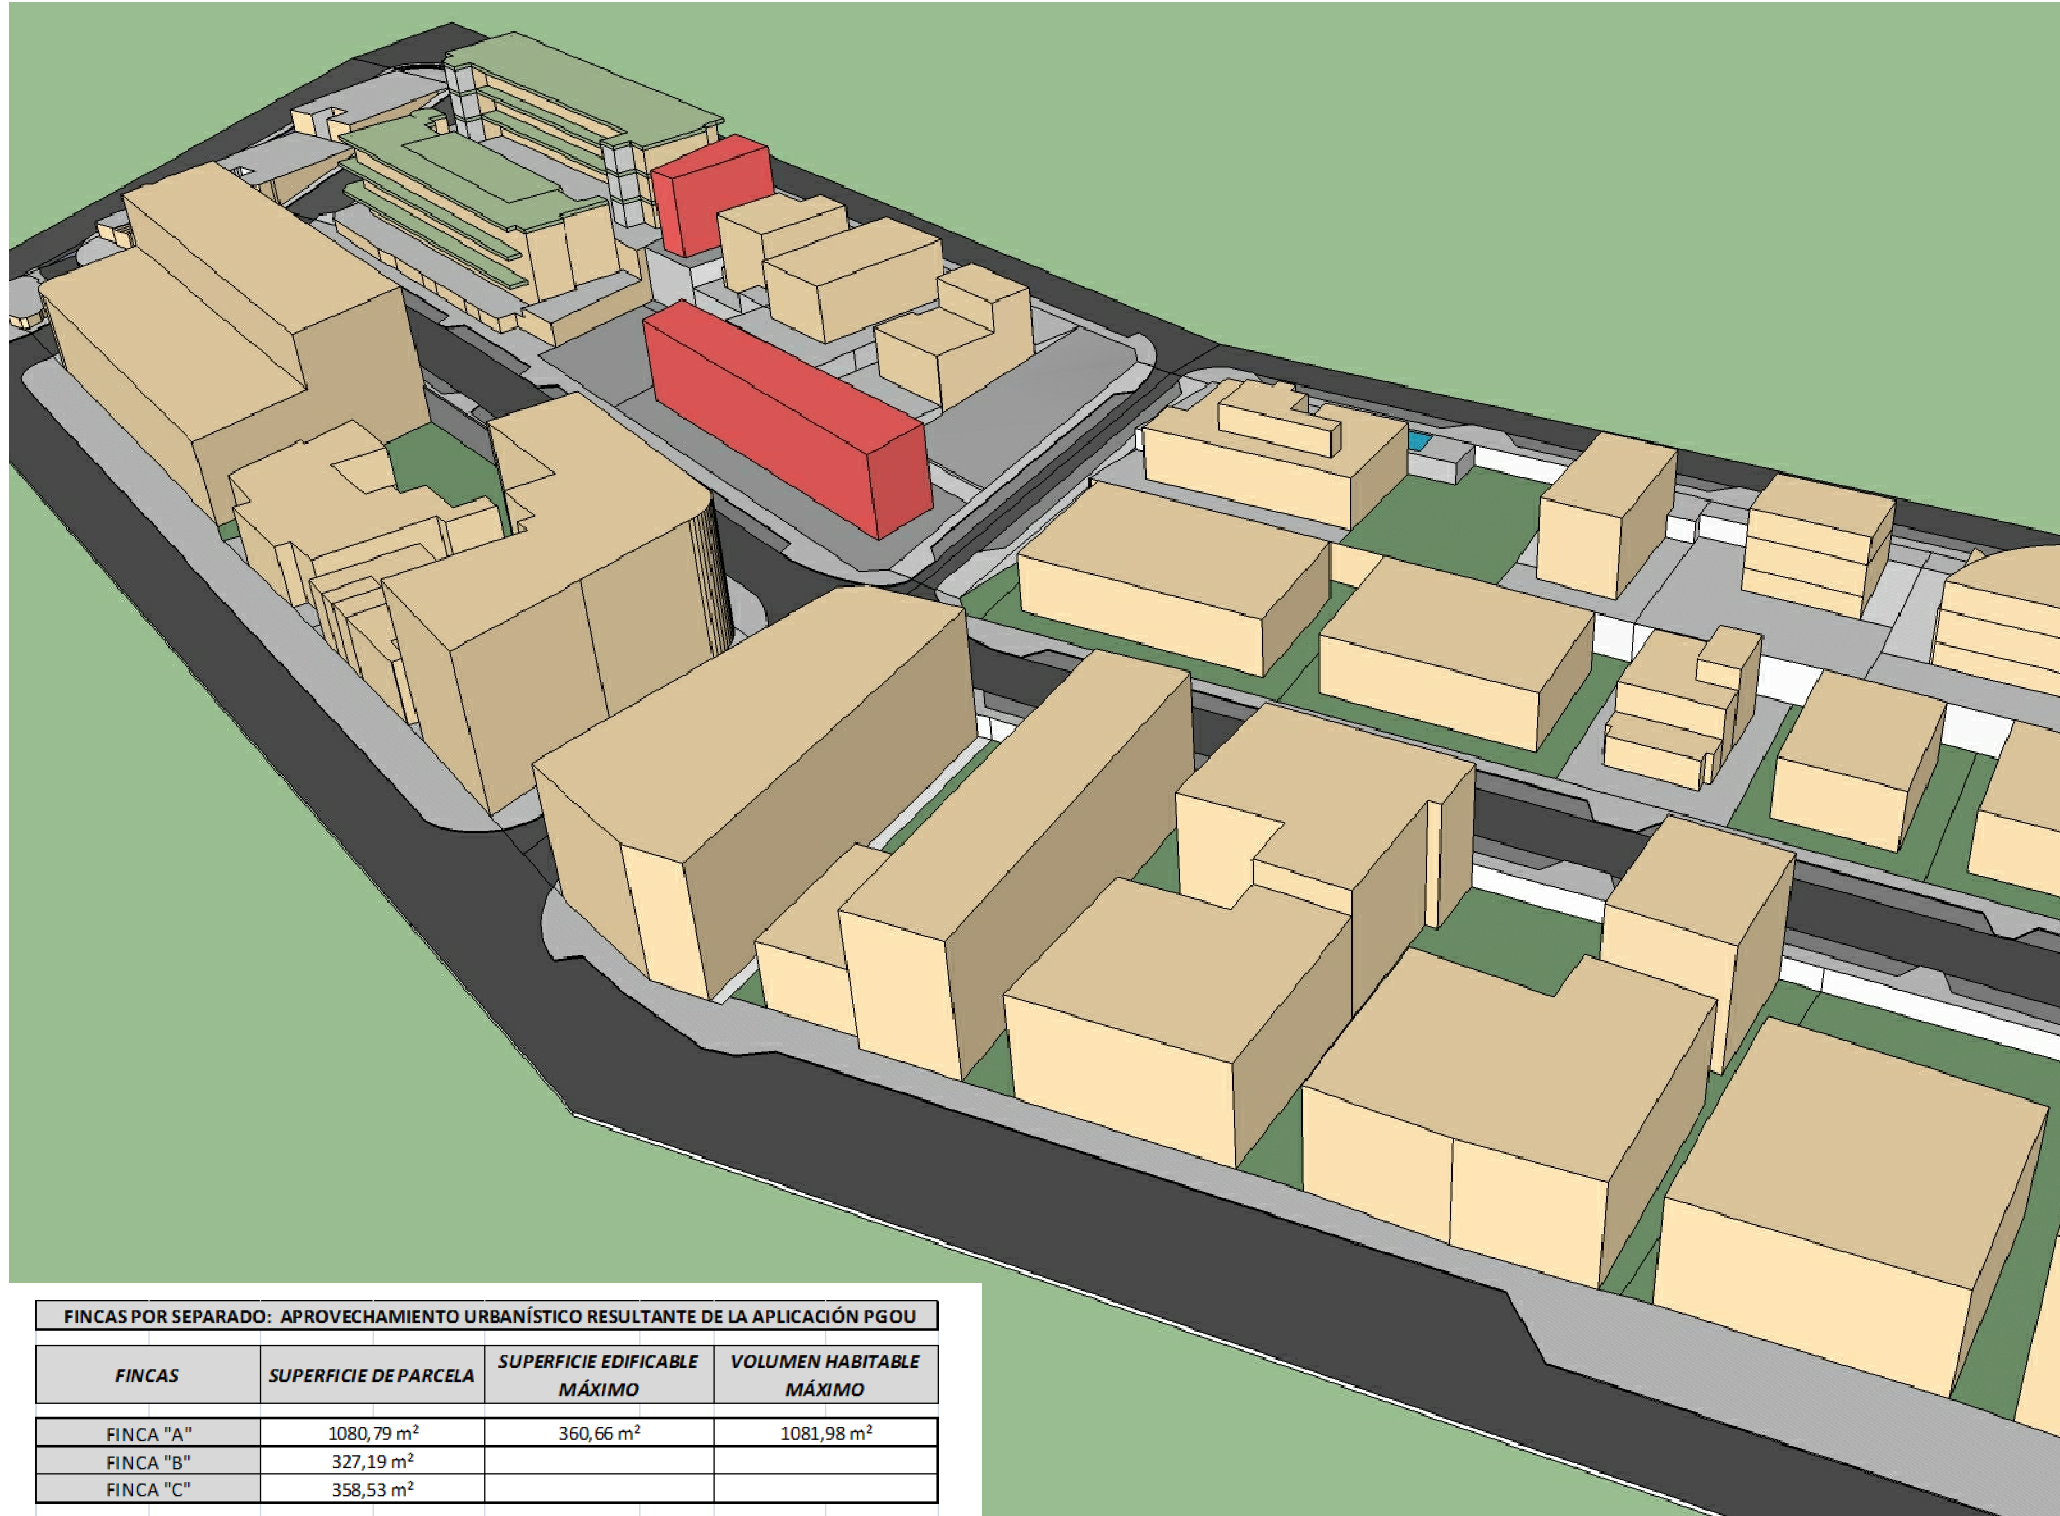 FINCAS POR SEPARADO: APROVECHAMIENTO URBANÍSTICO RESULTANTE DE LA APLICACIÓN PGOU
FINCAS SUPERFICIE DE PARCELA SUPERFICIE EDIFICABLE MÁXIMO VOLUMEN HABITABLE MÁXIMO
FINCA "A" 1080,79 m² 360,66 m² 1081,98 m²
FINCA "B" 327,19 m²
FINCA "C" 358,53 m²